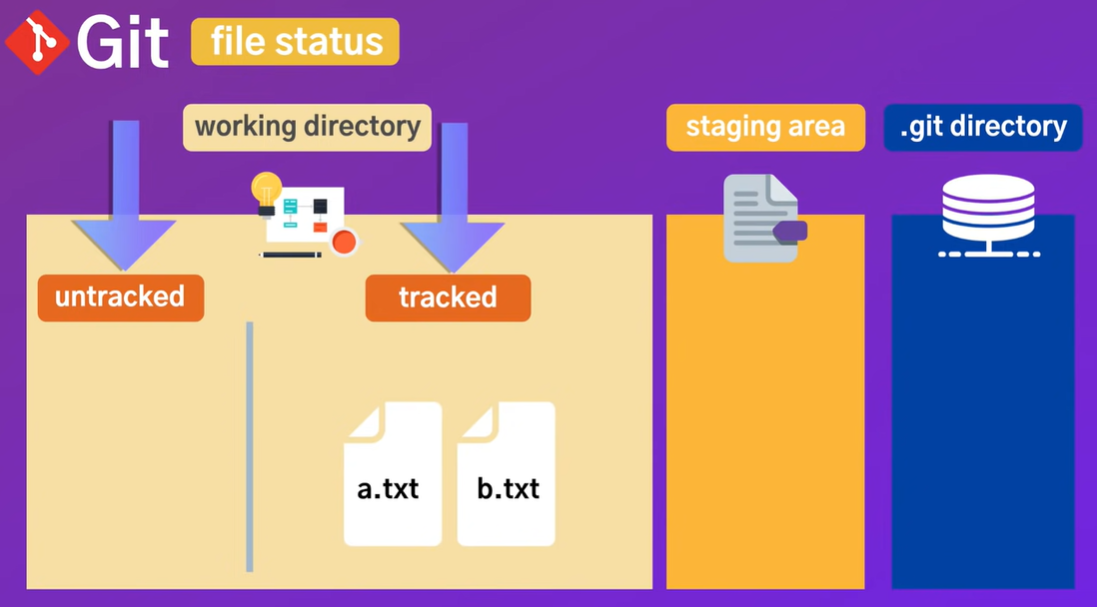 Git file status
working directory
staging area
.git directory
untracked
tracked
a.txt
b.txt